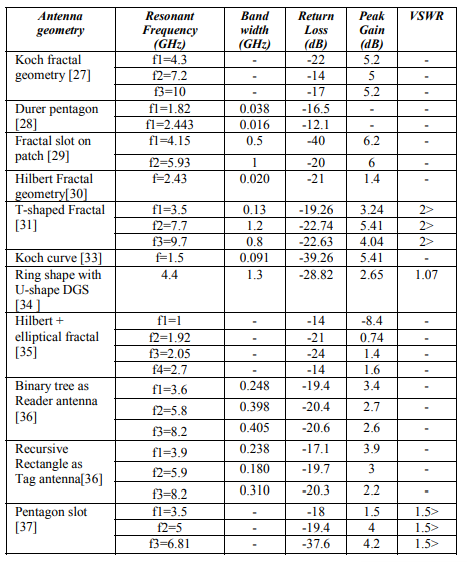 Antenna geometry Resonant Frequency (GHz) Band width (GHz) Return Loss (dB) Peak Gain (dB) VSWR
Koch fractal geometry [27] f1=4.3 - -22 5.2 -
f2=7.2 - -14 5 -
f3=10 - -17 5.2 -
Durer pentagon [28] f1=1.82 0.038 -16.5 - -
f1=2.443 0.016 -12.1 - -
Fractal slot on patch [29] f1=4.15 0.5 -40 6.2 -
f2=5.93 1 -20 6 -
Hilbert Fractal geometry[30] f=2.43 0.020 -21 1.4 -
T-shaped Fractal [31] f1=3.5 0.13 -19.26 3.24 2>
f2=7.7 1.2 -22.74 5.41 2>
f3=9.7 0.8 -22.63 4.04 2>
Koch curve [33] f=1.5 0.091 -39.26 5.41 -
Ring shape with U-shape DGS [34 ] 4.4 1.3 -28.82 2.65 1.07
Hilbert + elliptical fractal [35] f1=1 - -14 -8.4 -
f2=1.92 - -21 0.74 -
f3=2.05 - -24 1.4 -
f4=2.7 - -14 1.6 -
Binary tree as Reader antenna [36] f1=3.6 0.248 -19.4 3.4 -
f2=5.8 0.398 -20.4 2.7 -
f3=8.2 0.405 -20.6 2.6 -
Recursive Rectangle as Tag antenna[36] f1=3.9 0.238 -17.1 3.9 -
f2=5.9 0.180 -19.7 3 -
f3=8.2 0.310 -20.3 2.2 -
Pentagon slot [37] f1=3.5 - -18 1.5 1.5>
f2=5 - -19.4 4 1.5>
f3=6.81 - -37.6 4.2 1.5>